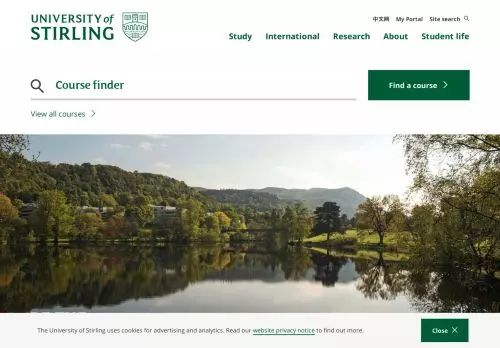 UNIVERSITY of
STIRLING
中文网 My Portal Site search
Study International Research About Student life
Course finder
Find a course
View all courses
The University of Stirling uses cookies for advertising and analytics. Read our website privacy notice to find out more.
Close